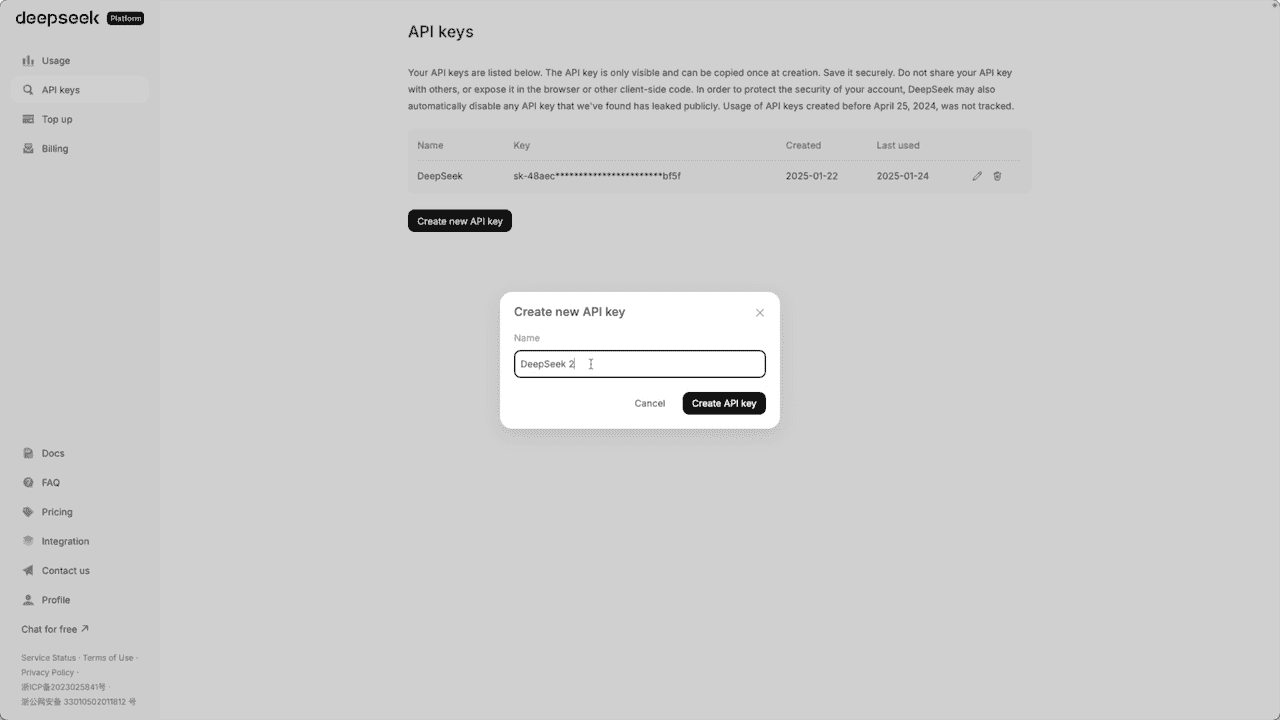 deepseek Platform
Usage
API keys
Top up
Billing
Docs
FAQ
Pricing
Integration
Contact us
Profile
Chat for free
Service Status · Terms of Use ·
Privacy Policy ·
浙ICP备2023025841号 ·
浙公网安备 33010502011812 号
API keys
Your API keys are listed below. The API key is only visible and can be copied once at creation. Save it securely. Do not share your API key
with others, or expose it in the browser or other client-side code. In order to protect the security of your account, DeepSeek may also
automatically disable any API key that we've found has leaked publicly. Usage of API keys created before April 25, 2024, was not tracked.
Name Key Created Last used
DeepSeek sk-48aec***********************bf5f 2025-01-22 2025-01-24
Create new API key
Create new API key
Name
DeepSeek 2
Cancel Create API key